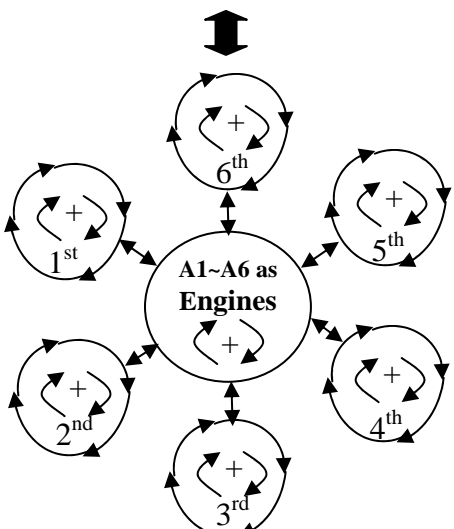 +
6th
+
1st
+
5th
A1~A6 as
Engines
+
+
2nd
+
4th
+
3rd